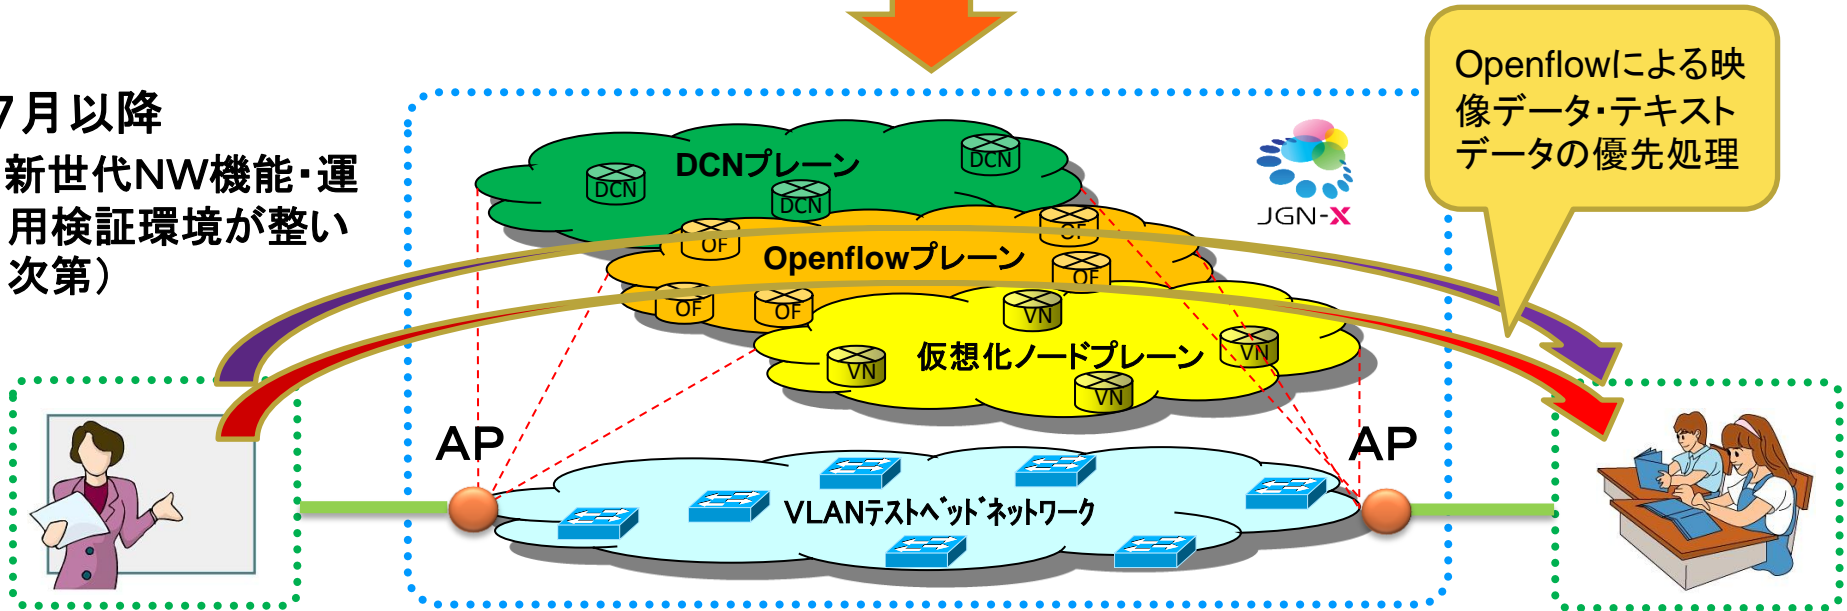 7月以降
新世代NW機能・運
用検証環境が整い
次第）
Openflowによる映
像データ・テキスト
データの優先処理
JGN-X
DCNプレーン
DCN
DCN
DCN
Openflowプレーン
OF
OF
OF
OF
OF
仮想化ノードプレーン
VN
VN
VN
VN
AP
AP
VLANテストベッドネットワーク